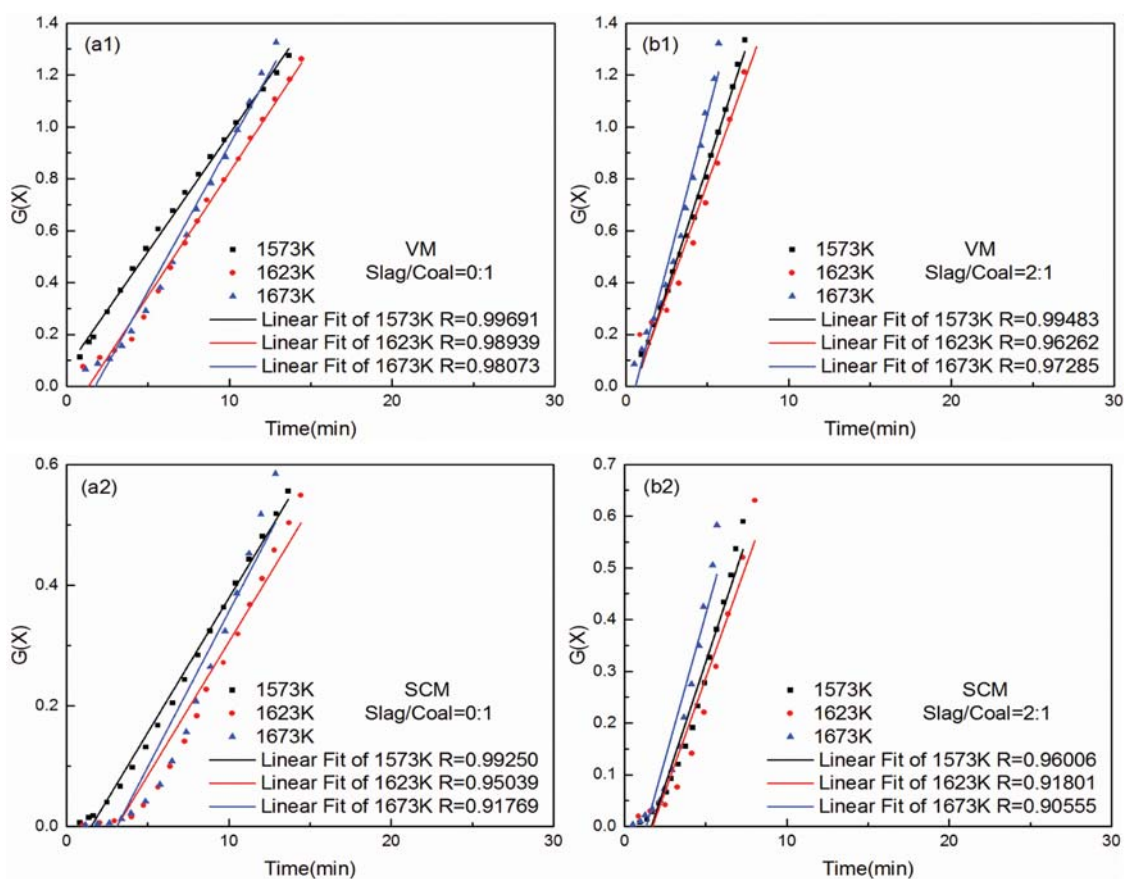 (a1)
1.4
1.2
1.0
0.8
0.6
0.4
0.2
0.0
G(X)
1573K
VM
1623K
Slag/Coal=0:1
1673K
Linear Fit of 1573K R=0.99691
Linear Fit of 1623K R=0.98939
Linear Fit of 1673K R=0.98073
0
10
20
30
Time(min)
(b1)
1.4
1.2
1.0
0.8
0.6
0.4
0.2
0.0
G(X)
1573K
VM
1623K
Slag/Coal=2:1
1673K
Linear Fit of 1573K R=0.99483
Linear Fit of 1623K R=0.96262
Linear Fit of 1673K R=0.97285
0
10
20
30
Time(min)
(a2)
0.6
0.4
0.2
0.0
G(X)
1573K
SCM
1623K
Slag/Coal=0:1
1673K
Linear Fit of 1573K R=0.99250
Linear Fit of 1623K R=0.95039
Linear Fit of 1673K R=0.91769
0
10
20
30
Time(min)
(b2)
0.7
0.6
0.5
0.4
0.3
0.2
0.1
0.0
G(X)
1573K
SCM
1623K
Slag/Coal=2:1
1673K
Linear Fit of 1573K R=0.96006
Linear Fit of 1623K R=0.91801
Linear Fit of 1673K R=0.90555
0
10
20
30
Time(min)